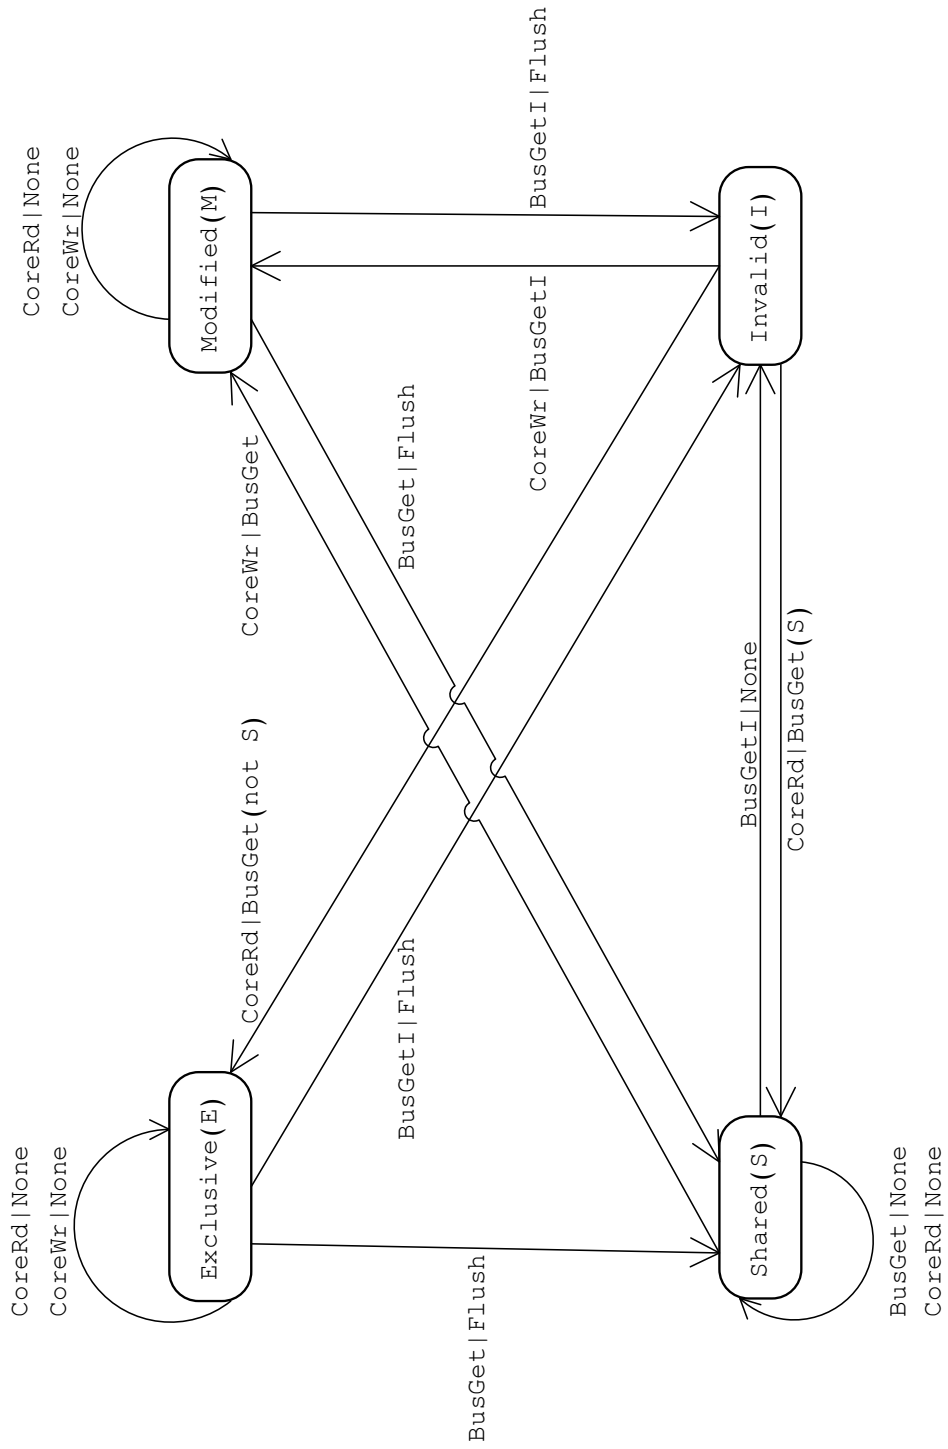 CoreRd|None
CoreWr|None
Exclusive(E)
CoreRd|None
CoreWr|None
Modified(M)
CoreRd|BusGet(not S)
CoreWr|BusGet
BusGetI|Flush
BusGet|Flush
BusGet|Flush
CoreWr|BusGetI
BusGetI|Flush
Shared(S)
BusGetI|None
Invalid(I)
CoreRd|BusGet(S)
BusGet|None
CoreRd|None